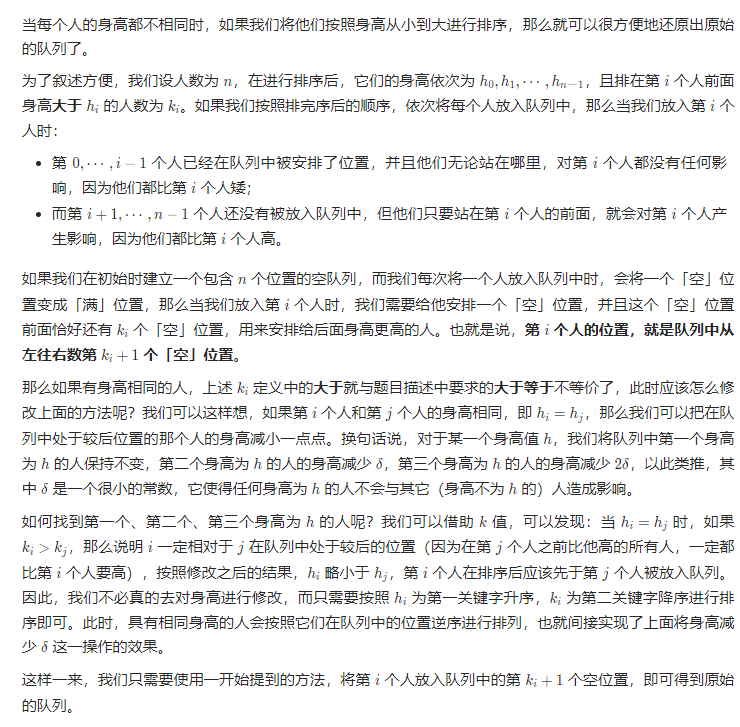 当每个人的身高都不相同时，如果我们将他们按照身高从小到大进行排序，那么就可以很方便地还原出原始
的队列了。
为了叙述方便，我们设人数为 n，在进行排序后，它们的身高依次为 h₀, h₁, ⋯, hₙ₋₁，且排在第 i 个人前面
身高大于 hᵢ 的人数为 kᵢ。如果我们按照排完序后的顺序，依次将每个人放入队列中，那么当我们放入第 i 个
人时：
• 第 0, ⋯, i − 1 个人已经在队列中被安排了位置，并且他们无论站在哪里，对第 i 个人都没有任何影
响，因为他们都比第 i 个人矮；
• 而第 i + 1, ⋯, n − 1 个人还没有被放入队列中，但他们只要站在第 i 个人的前面，就会对第 i 个人产
生影响，因为他们都比第 i 个人高。
如果我们在初始时建立一个包含 n 个位置的空队列，而我们每次将一个人放入队列中时，会将一个「空」位
置变成「满」位置，那么当我们放入第 i 个人时，我们需要给他安排一个「空」位置，并且这个「空」位置
前面恰好还有 kᵢ 个「空」位置，用来安排给后面身高更高的人。也就是说，第 i 个人的位置，就是队列中从
左往右数第 kᵢ + 1 个「空」位置。
那么如果有身高相同的人，上述 kᵢ 定义中的大于就与题目描述中要求的大于等于不等价了，此时应该怎么修
改上面的方法呢？我们可以这样想，如果第 i 个人和第 j 个人的身高相同，即 hᵢ = hⱼ，那么我们可以把在队
列中处于较后位置的那个人的身高减小一点点。换句话说，对于某一个身高值 h，我们将队列中第一个身高
为 h 的人保持不变，第二个身高为 h 的人的身高减少 δ，第三个身高为 h 的人的身高减少 2δ，以此类推，其
中 δ 是一个很小的常数，它使得任何身高为 h 的人不会与其它（身高不为 h 的）人造成影响。
如何找到第一个、第二个、第三个身高为 h 的人呢？我们可以借助 k 值，可以发现：当 hᵢ = hⱼ 时，如果
kᵢ > kⱼ，那么说明 i 一定相对于 j 在队列中处于较后的位置（因为在第 j 个人之前比他高的所有人，一定都
比第 i 个人要高），按照修改之后的结果，hᵢ 略小于 hⱼ，第 i 个人在排序后应该先于第 j 个人被放入队列。
因此，我们不必真的去对身高进行修改，而只需要按照 hᵢ 为第一关键字升序，kᵢ 为第二关键字降序进行排
序即可。此时，具有相同身高的人会按照它们在队列中的位置逆序进行排列，也就间接实现了上面将身高减
少 δ 这一操作的效果。
这样一来，我们只需要使用一开始提到的方法，将第 i 个人放入队列中的第 kᵢ + 1 个空位置，即可得到原始
的队列。